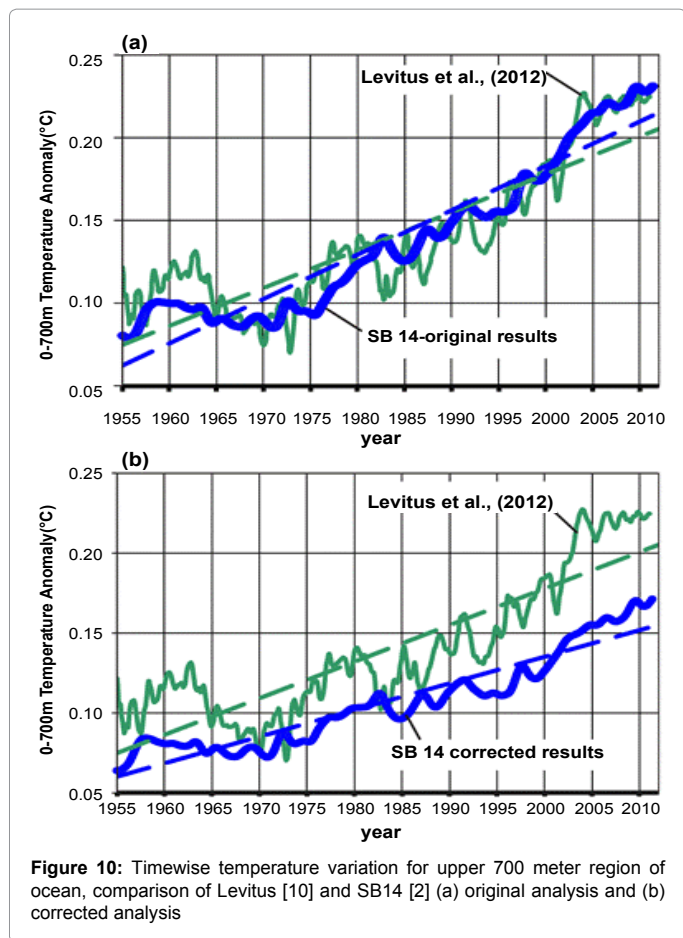 (a)
0.25
0.20
0.15
0.10
0.05
0-700m Temperature Anomaly(°C)
Levitus et al., (2012)
SB 14-original results
1955 1960 1965 1970 1975 1980 1985 1990 1995 2000 2005 2010
year
(b)
0.25
0.20
0.15
0.10
0.05
0-700m Temperature Anomaly(°C)
Levitus et al., (2012)
SB 14 corrected results
1955 1960 1965 1970 1975 1980 1985 1990 1995 2000 2005 2010
year
Figure 10: Timewise temperature variation for upper 700 meter region of
ocean, comparison of Levitus [10] and SB14 [2] (a) original analysis and (b)
corrected analysis